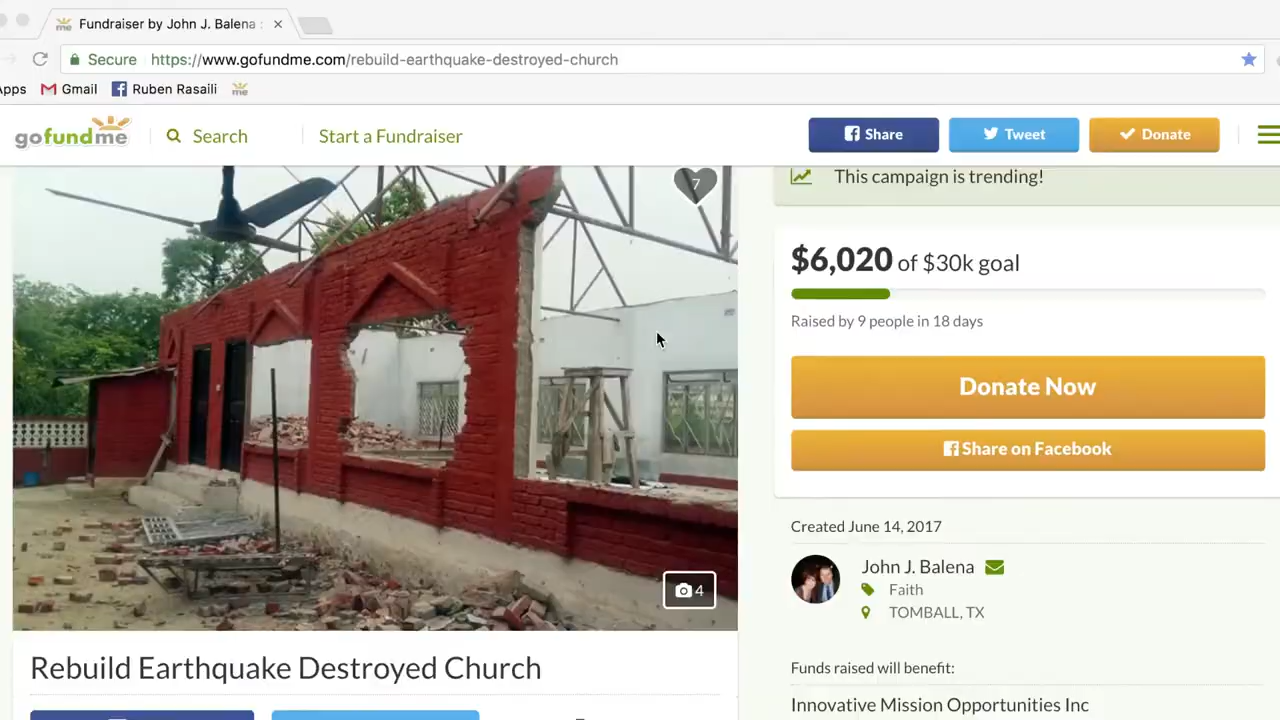 Fundraiser by John J. Balena :
Secure https://www.gofundme.com/rebuild-earthquake-destroyed-church
Apps Gmail Ruben Rasaili
gofundme Search Start a Fundraiser Share Tweet Donate
7
This campaign is trending!
$6,020 of $30k goal
Raised by 9 people in 18 days
Donate Now
Share on Facebook
Created June 14, 2017
John J. Balena
Faith
TOMBALL, TX
4
Rebuild Earthquake Destroyed Church
Funds raised will benefit:
Innovative Mission Opportunities Inc